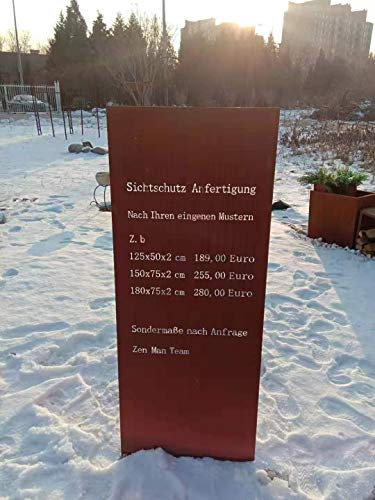 Sichtschutz Anfertigung
Nach Ihren eingenen Mustern
Z. b
125x50x2 cm 189,00 Euro
150x75x2 cm 255,00 Euro
180x75x2 cm 280,00 Euro
Sondermaße nach Anfrage
Zen Man Team